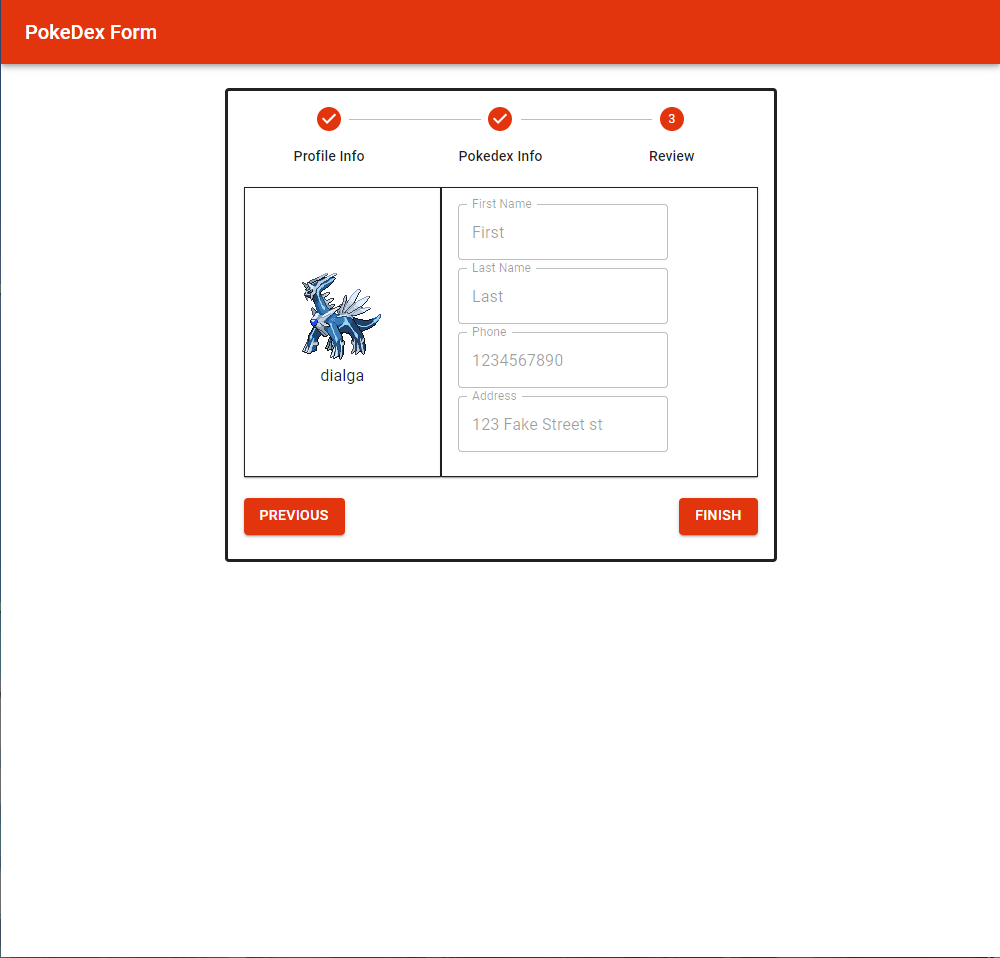 PokeDex Form
3
Profile Info
Pokedex Info
Review
dialga
First Name
First
Last Name
Last
Phone
1234567890
Address
123 Fake Street st
PREVIOUS
FINISH